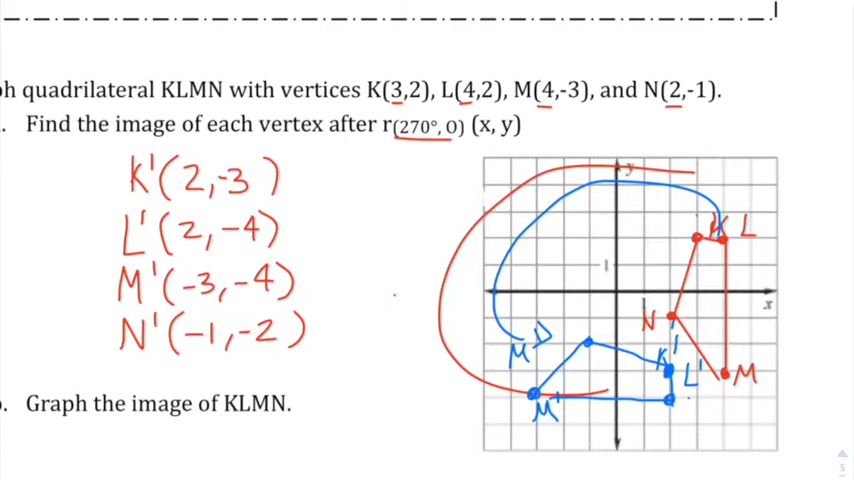 ph quadrilateral KLMN with vertices K(3,2), L(4,2), M(4,-3), and N(2,-1).
. Find the image of each vertex after r(270°, O) (x, y)
K'(2,-3)
L'(2,-4)
M'(-3,-4)
N'(-1,-2)
. Graph the image of KLMN.
y
K L
1
x
N
M
K'
L'
M
M'
5